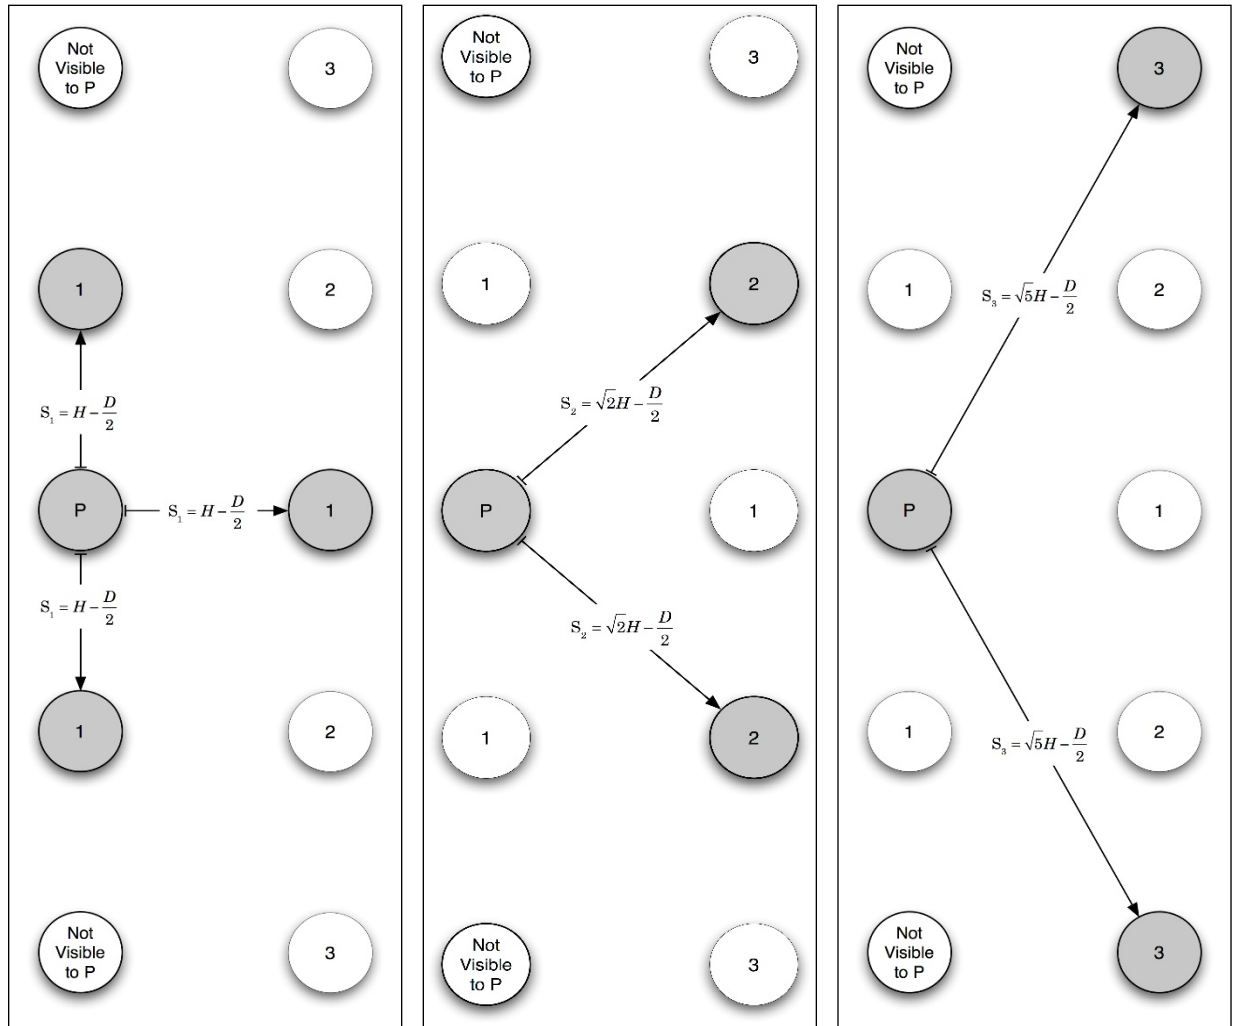 Not
Visible
to P
3
1
2
S₁ = H − D/2
P
S₁ = H − D/2
1
S₁ = H − D/2
1
2
Not
Visible
to P
3
Not
Visible
to P
3
1
2
S₂ = √2H − D/2
P
1
S₂ = √2H − D/2
1
2
Not
Visible
to P
3
Not
Visible
to P
3
1
2
S₃ = √5H − D/2
P
1
1
2
S₃ = √5H − D/2
Not
Visible
to P
3